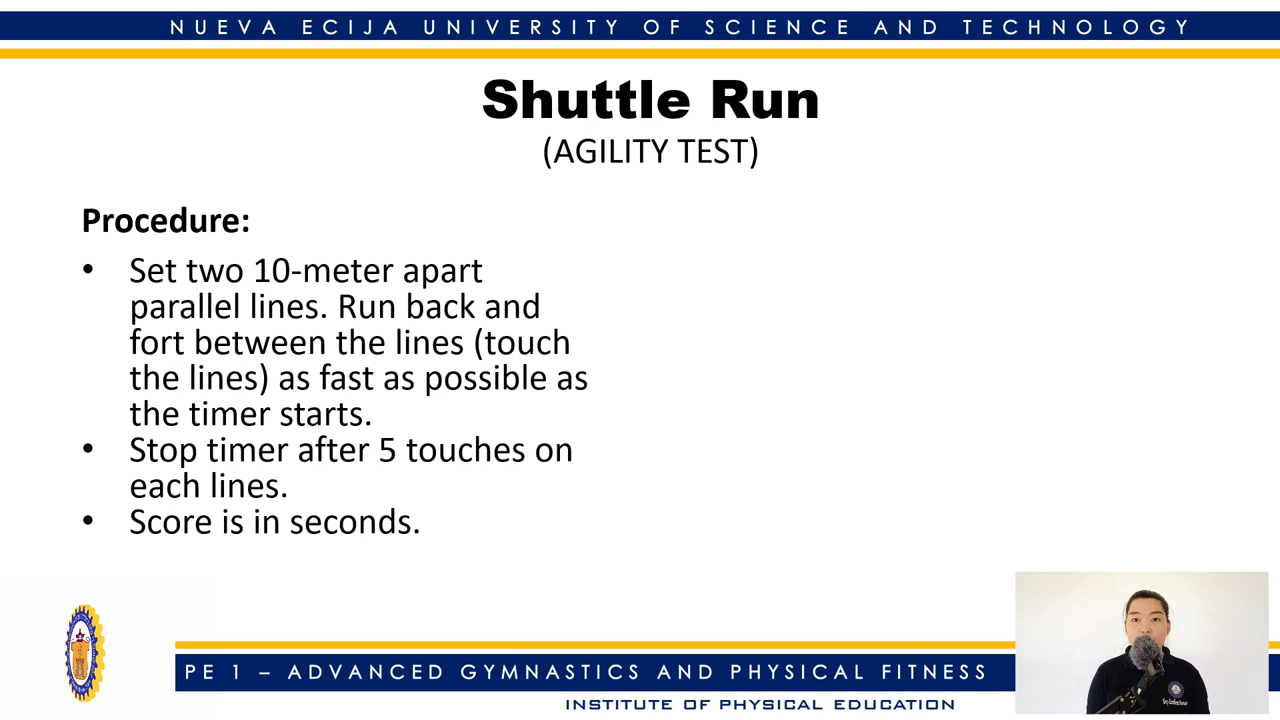 NUEVA ECIJA UNIVERSITY OF SCIENCE AND TECHNOLOGY
Shuttle Run
(AGILITY TEST)
Procedure:
• Set two 10-meter apart
parallel lines. Run back and
fort between the lines (touch
the lines) as fast as possible as
the timer starts.
• Stop timer after 5 touches on
each lines.
• Score is in seconds.
PE 1 – ADVANCED GYMNASTICS AND PHYSICAL FITNESS
INSTITUTE OF PHYSICAL EDUCATION